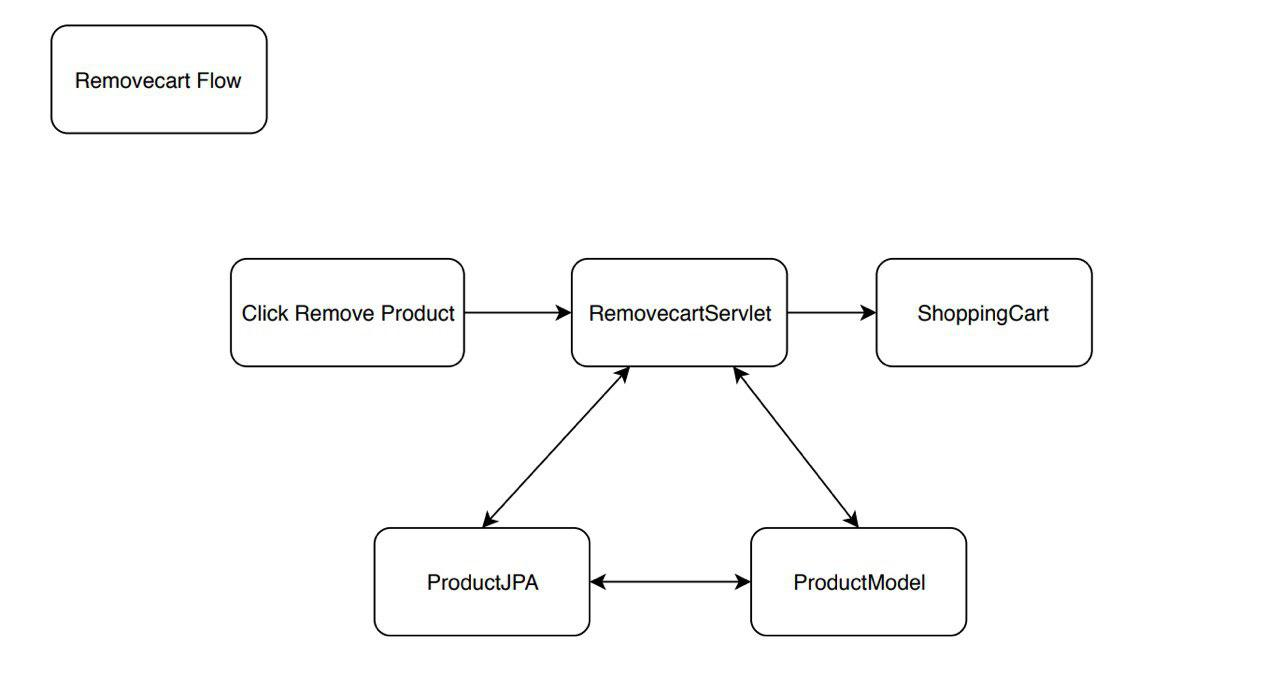 Removecart Flow
Click Remove Product
RemovecartServlet
ShoppingCart
ProductJPA
ProductModel